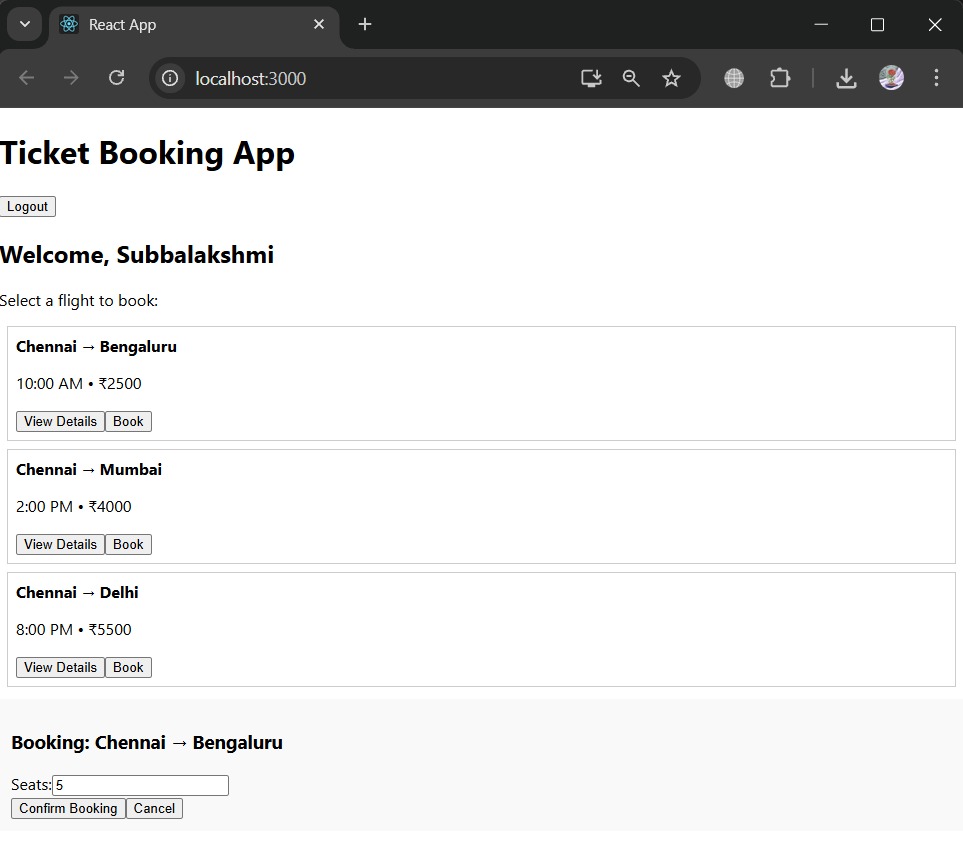 React App
localhost:3000
Ticket Booking App
Logout
Welcome, Subbalakshmi
Select a flight to book:
Chennai → Bengaluru
10:00 AM • ₹2500
View Details Book
Chennai → Mumbai
2:00 PM • ₹4000
View Details Book
Chennai → Delhi
8:00 PM • ₹5500
View Details Book
Booking: Chennai → Bengaluru
Seats: 5
Confirm Booking Cancel